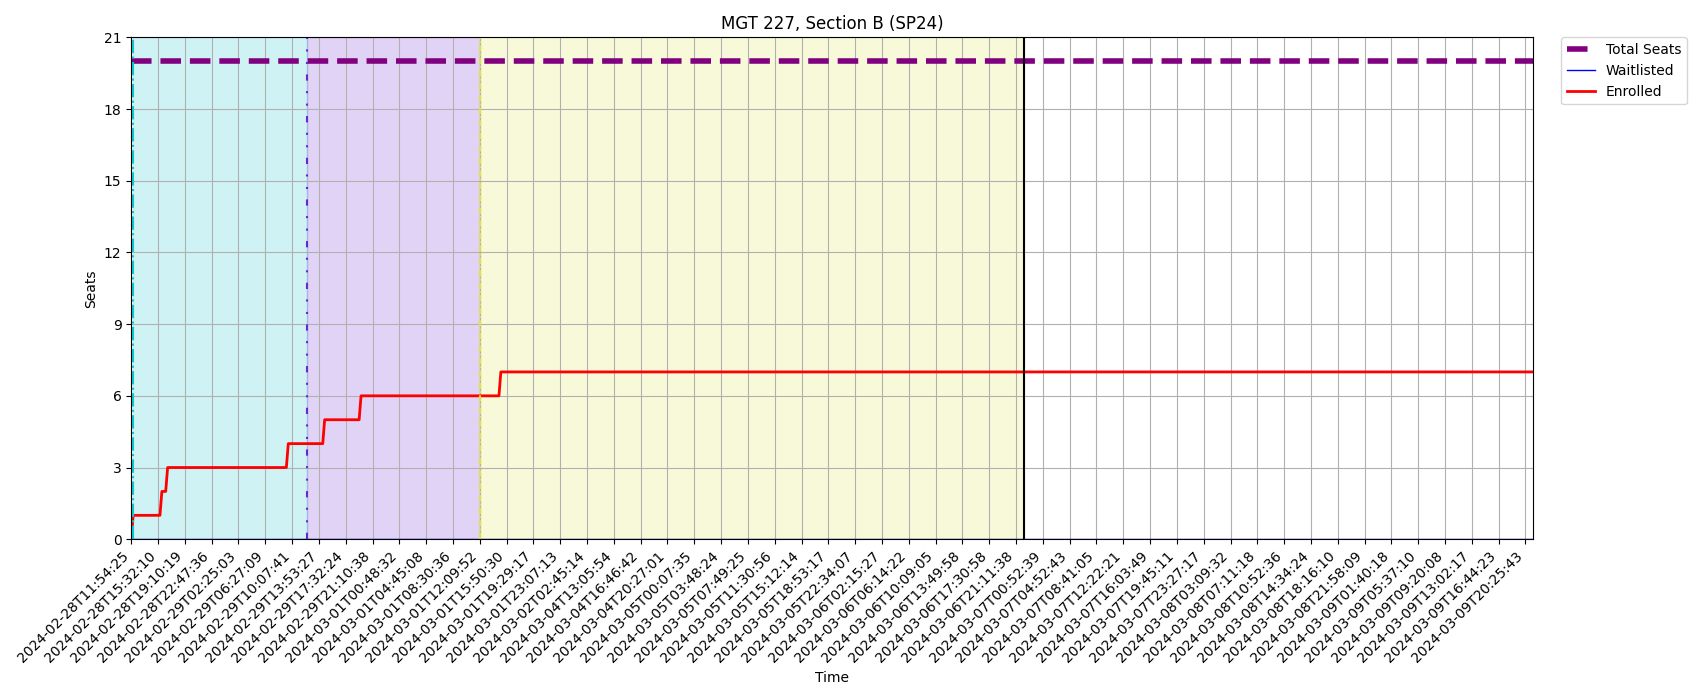 MGT 227, Section B (SP24)
Total Seats
Waitlisted
Enrolled
21
18
15
12
9
6
3
0
Seats
2024-02-28T11:54:25
2024-02-28T15:32:10
2024-02-28T19:10:19
2024-02-28T22:47:36
2024-02-29T02:25:03
2024-02-29T06:27:09
2024-02-29T10:07:41
2024-02-29T13:53:27
2024-02-29T17:32:24
2024-02-29T21:10:38
2024-03-01T00:48:32
2024-03-01T04:45:08
2024-03-01T08:30:36
2024-03-01T12:09:52
2024-03-01T15:50:30
2024-03-01T19:29:17
2024-03-01T23:07:13
2024-03-02T02:45:14
2024-03-04T13:05:54
2024-03-04T16:46:42
2024-03-04T20:27:01
2024-03-05T00:07:35
2024-03-05T03:48:24
2024-03-05T07:49:25
2024-03-05T11:30:56
2024-03-05T15:12:14
2024-03-05T18:53:17
2024-03-05T22:34:07
2024-03-06T02:15:27
2024-03-06T06:14:22
2024-03-06T10:09:05
2024-03-06T13:49:58
2024-03-06T17:30:58
2024-03-06T21:11:38
2024-03-07T00:52:39
2024-03-07T04:52:43
2024-03-07T08:41:05
2024-03-07T12:22:21
2024-03-07T16:03:49
2024-03-07T19:45:11
2024-03-07T23:27:17
2024-03-08T03:09:32
2024-03-08T07:11:18
2024-03-08T10:52:36
2024-03-08T14:34:24
2024-03-08T18:16:10
2024-03-08T21:58:09
2024-03-09T01:40:18
2024-03-09T05:37:10
2024-03-09T09:20:08
2024-03-09T13:02:17
2024-03-09T16:44:23
2024-03-09T20:25:43
Time